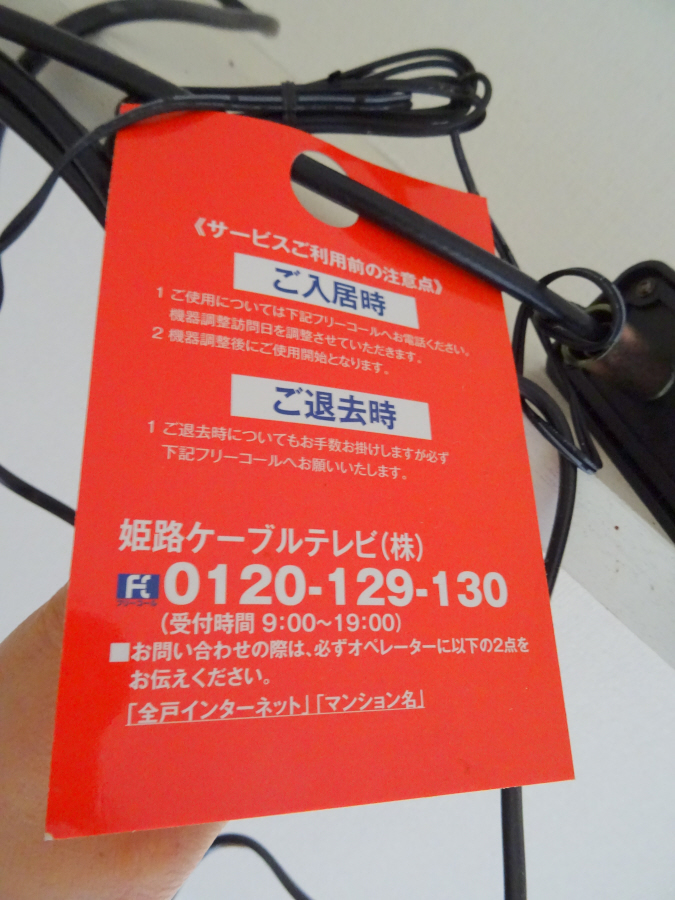 《サービスご利用前の注意点》
ご入居時
1 ご使用については下記フリーコールへお電話ください。
機器調整訪問日を調整させていただきます。
2 機器調整後にご使用開始となります。
ご退去時
1 ご退去時についてもお手数お掛けしますが必ず
下記フリーコールへお願いいたします。
姫路ケーブルテレビ(株)
フリーコール 0120-129-130
(受付時間 9:00～19:00)
■お問い合わせの際は、必ずオペレーターに以下の2点を
お伝えください。
「全戸インターネット」「マンション名」